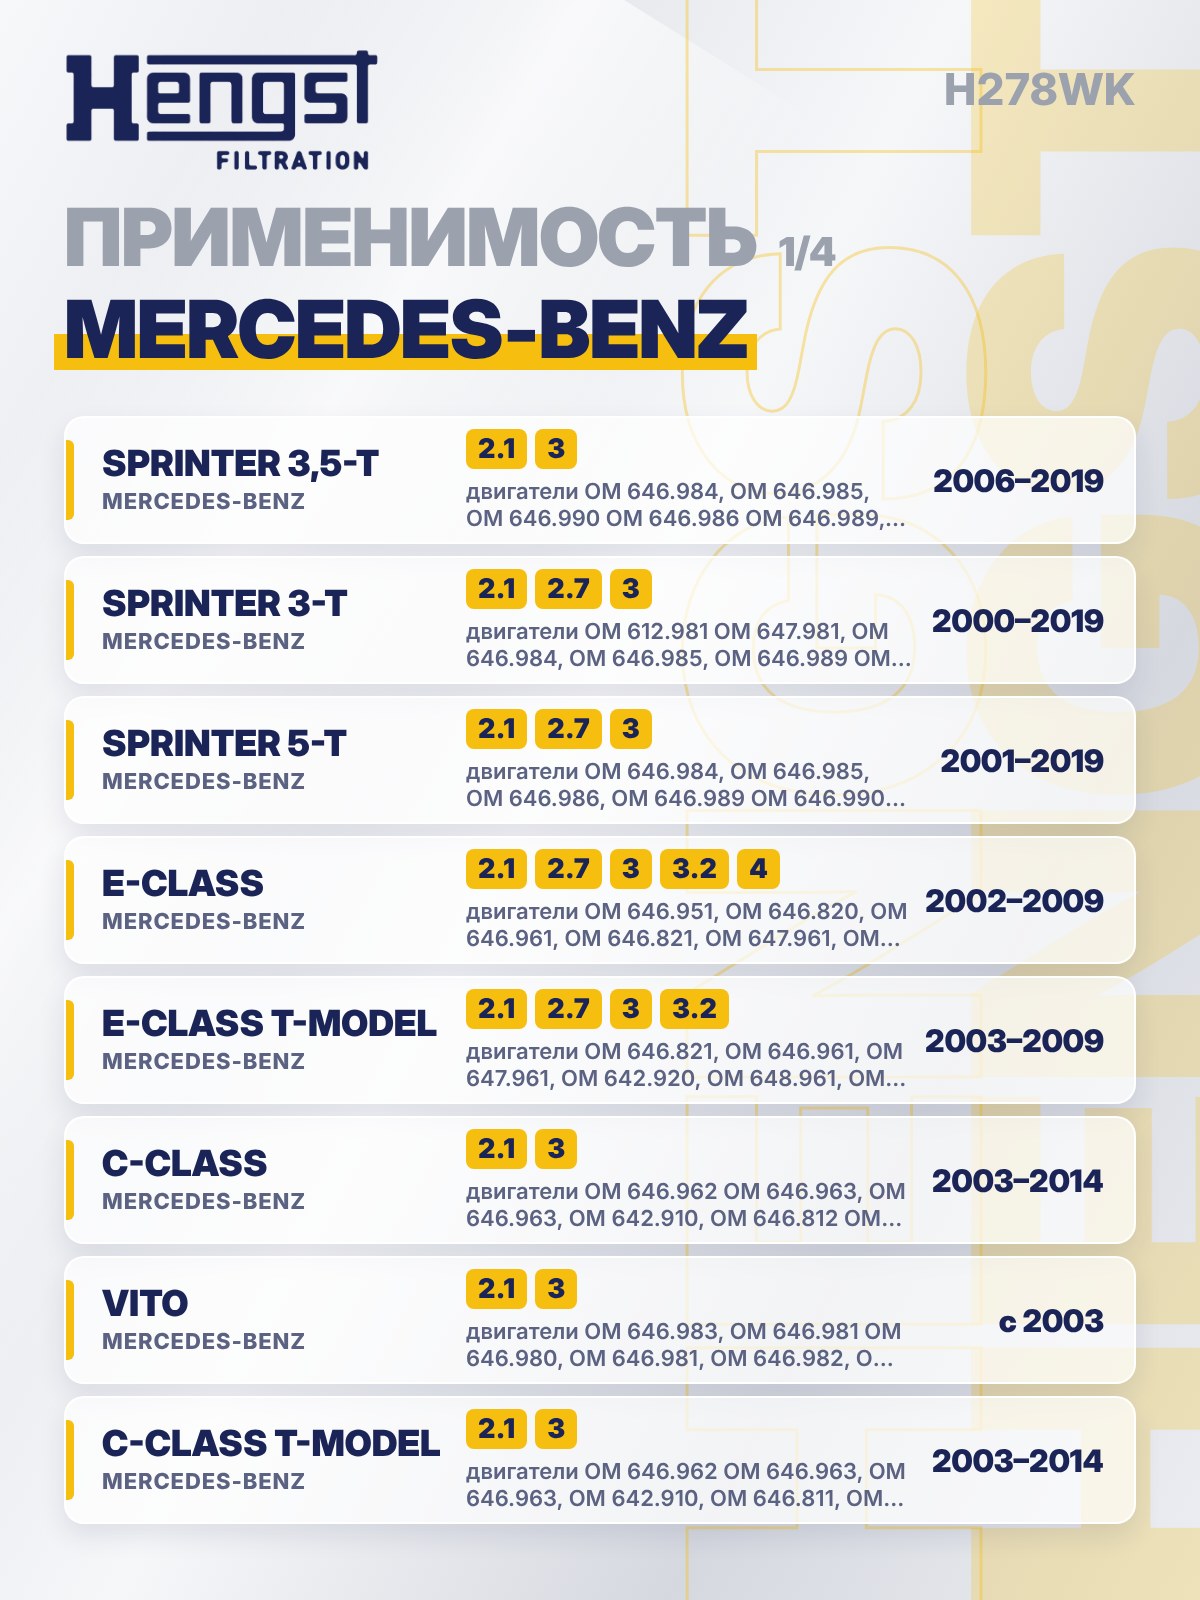 Hengst
FILTRATION
H278WK
ПРИМЕНИМОСТЬ 1/4
MERCEDES-BENZ
SPRINTER 3,5-T
MERCEDES-BENZ
2.1 3
двигатели OM 646.984, OM 646.985,
OM 646.990 OM 646.986 OM 646.989,...
2006–2019
SPRINTER 3-T
MERCEDES-BENZ
2.1 2.7 3
двигатели OM 612.981 OM 647.981, OM
646.984, OM 646.985, OM 646.989 OM...
2000–2019
SPRINTER 5-T
MERCEDES-BENZ
2.1 2.7 3
двигатели OM 646.984, OM 646.985,
OM 646.986, OM 646.989 OM 646.990...
2001–2019
E-CLASS
MERCEDES-BENZ
2.1 2.7 3 3.2 4
двигатели OM 646.951, OM 646.820, OM
646.961, OM 646.821, OM 647.961, OM...
2002–2009
E-CLASS T-MODEL
MERCEDES-BENZ
2.1 2.7 3 3.2
двигатели OM 646.821, OM 646.961, OM
647.961, OM 642.920, OM 648.961, OM...
2003–2009
C-CLASS
MERCEDES-BENZ
2.1 3
двигатели OM 646.962 OM 646.963, OM
646.963, OM 642.910, OM 646.812 OM...
2003–2014
VITO
MERCEDES-BENZ
2.1 3
двигатели OM 646.983, OM 646.981 OM
646.980, OM 646.981, OM 646.982, O...
с 2003
C-CLASS T-MODEL
MERCEDES-BENZ
2.1 3
двигатели OM 646.962 OM 646.963, OM
646.963, OM 642.910, OM 646.811, OM...
2003–2014
HENGST